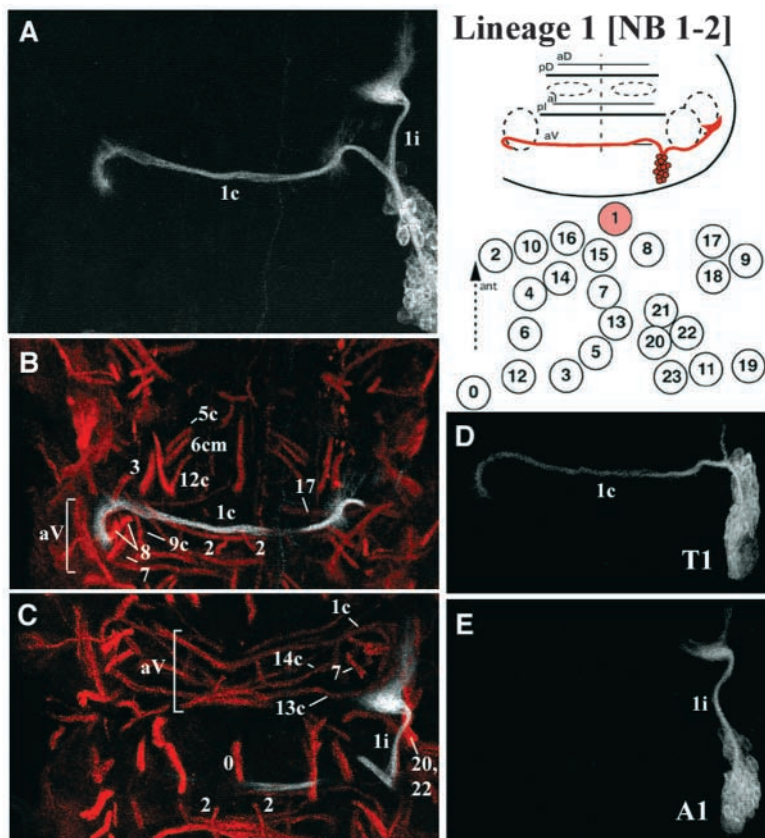 A
1i
1c
Lineage 1 [NB 1-2]
aD
pD
aI
pI
aV
1
2
10
16
15
8
17
9
18
14
4
7
21
13
22
6
20
5
0
12
3
23
11
19
ant
B
5c
6cm
3
12c
17
1c
aV
9c
2
2
8
7
C
1c
aV
14c
7
13c
1i
0
20,
22
2
2
D
1c
T1
E
1i
A1